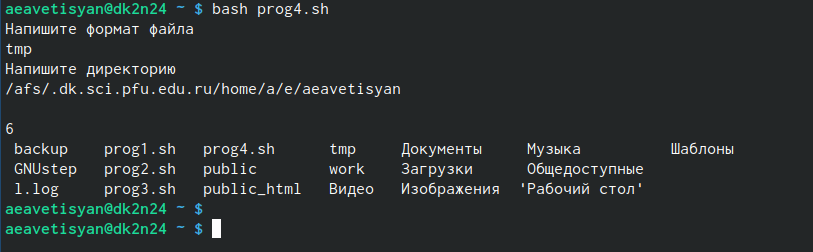 aeavetisyan@dk2n24 ~ $ bash prog4.sh
Напишите формат файла
tmp
Напишите директорию
/afs/.dk.sci.pfu.edu.ru/home/a/e/aeavetisyan
6
backup prog1.sh prog4.sh tmp Документы Музыка Шаблоны
GNUstep prog2.sh public work Загрузки Общедоступные
l.log prog3.sh public_html Видео Изображения 'Рабочий стол'
aeavetisyan@dk2n24 ~ $
aeavetisyan@dk2n24 ~ $